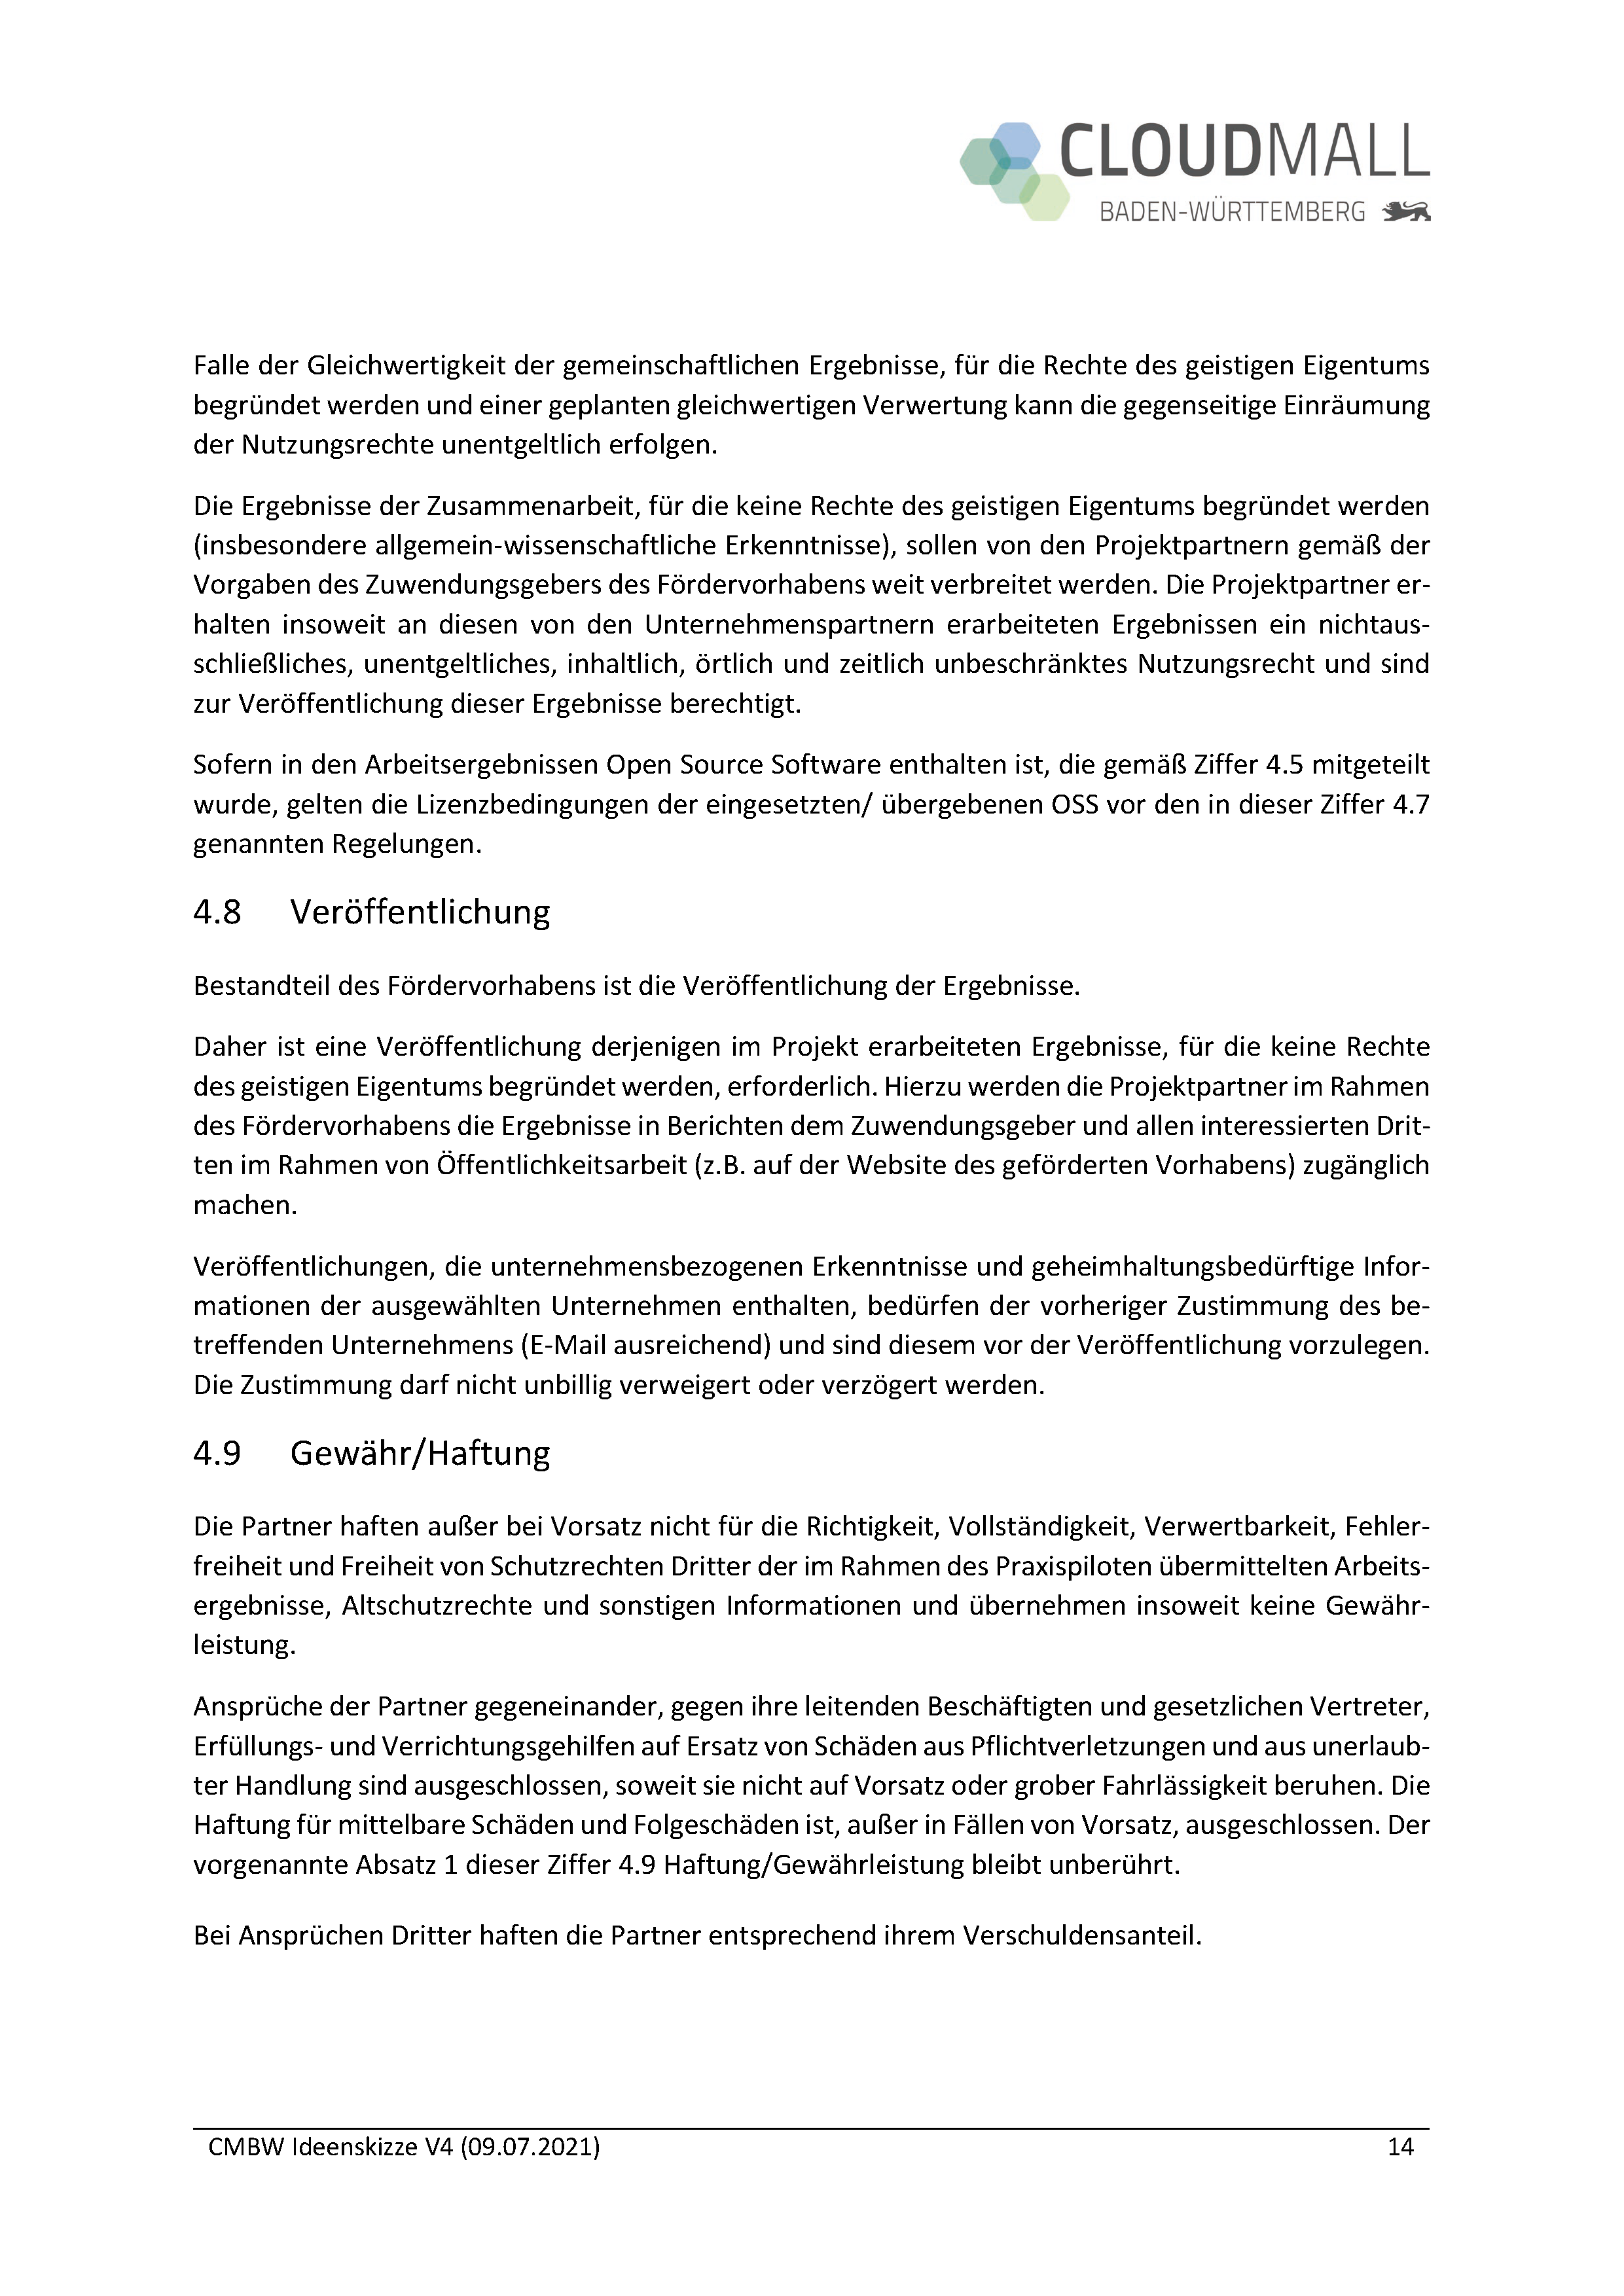 CLOUDMALL
BADEN-WÜRTTEMBERG
Falle der Gleichwertigkeit der gemeinschaftlichen Ergebnisse, für die Rechte des geistigen Eigentums
begründet werden und einer geplanten gleichwertigen Verwertung kann die gegenseitige Einräumung
der Nutzungsrechte unentgeltlich erfolgen.
Die Ergebnisse der Zusammenarbeit, für die keine Rechte des geistigen Eigentums begründet werden
(insbesondere allgemein-wissenschaftliche Erkenntnisse), sollen von den Projektpartnern gemäß der
Vorgaben des Zuwendungsgebers des Fördervorhabens weit verbreitet werden. Die Projektpartner er-
halten insoweit an diesen von den Unternehmenspartnern erarbeiteten Ergebnissen ein nichtaus-
schließliches, unentgeltliches, inhaltlich, örtlich und zeitlich unbeschränktes Nutzungsrecht und sind
zur Veröffentlichung dieser Ergebnisse berechtigt.
Sofern in den Arbeitsergebnissen Open Source Software enthalten ist, die gemäß Ziffer 4.5 mitgeteilt
wurde, gelten die Lizenzbedingungen der eingesetzten/ übergebenen OSS vor den in dieser Ziffer 4.7
genannten Regelungen.
4.8 Veröffentlichung
Bestandteil des Fördervorhabens ist die Veröffentlichung der Ergebnisse.
Daher ist eine Veröffentlichung derjenigen im Projekt erarbeiteten Ergebnisse, für die keine Rechte
des geistigen Eigentums begründet werden, erforderlich. Hierzu werden die Projektpartner im Rahmen
des Fördervorhabens die Ergebnisse in Berichten dem Zuwendungsgeber und allen interessierten Drit-
ten im Rahmen von Öffentlichkeitsarbeit (z.B. auf der Website des geförderten Vorhabens) zugänglich
machen.
Veröffentlichungen, die unternehmensbezogenen Erkenntnisse und geheimhaltungsbedürftige Infor-
mationen der ausgewählten Unternehmen enthalten, bedürfen der vorheriger Zustimmung des be-
treffenden Unternehmens (E-Mail ausreichend) und sind diesem vor der Veröffentlichung vorzulegen.
Die Zustimmung darf nicht unbillig verweigert oder verzögert werden.
4.9 Gewähr/Haftung
Die Partner haften außer bei Vorsatz nicht für die Richtigkeit, Vollständigkeit, Verwertbarkeit, Fehler-
freiheit und Freiheit von Schutzrechten Dritter der im Rahmen des Praxispiloten übermittelten Arbeits-
ergebnisse, Altschutzrechte und sonstigen Informationen und übernehmen insoweit keine Gewähr-
leistung.
Ansprüche der Partner gegeneinander, gegen ihre leitenden Beschäftigten und gesetzlichen Vertreter,
Erfüllungs- und Verrichtungsgehilfen auf Ersatz von Schäden aus Pflichtverletzungen und aus unerlaub-
ter Handlung sind ausgeschlossen, soweit sie nicht auf Vorsatz oder grober Fahrlässigkeit beruhen. Die
Haftung für mittelbare Schäden und Folgeschäden ist, außer in Fällen von Vorsatz, ausgeschlossen. Der
vorgenannte Absatz 1 dieser Ziffer 4.9 Haftung/Gewährleistung bleibt unberührt.
Bei Ansprüchen Dritter haften die Partner entsprechend ihrem Verschuldensanteil.
CMBW Ideenskizze V4 (09.07.2021) 14